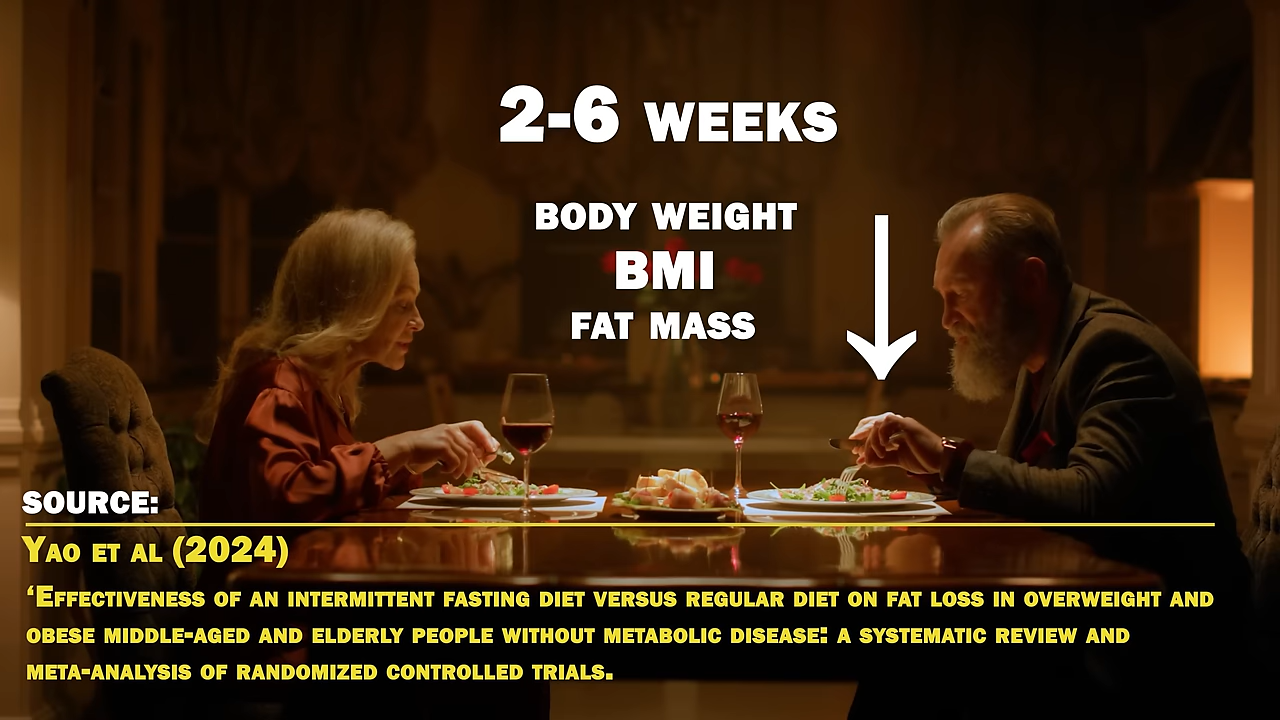 2-6 WEEKS
BODY WEIGHT
BMI
FAT MASS
SOURCE:
YAO ET AL (2024)
‘EFFECTIVENESS OF AN INTERMITTENT FASTING DIET VERSUS REGULAR DIET ON FAT LOSS IN OVERWEIGHT AND
OBESE MIDDLE-AGED AND ELDERLY PEOPLE WITHOUT METABOLIC DISEASE: A SYSTEMATIC REVIEW AND
META-ANALYSIS OF RANDOMIZED CONTROLLED TRIALS.